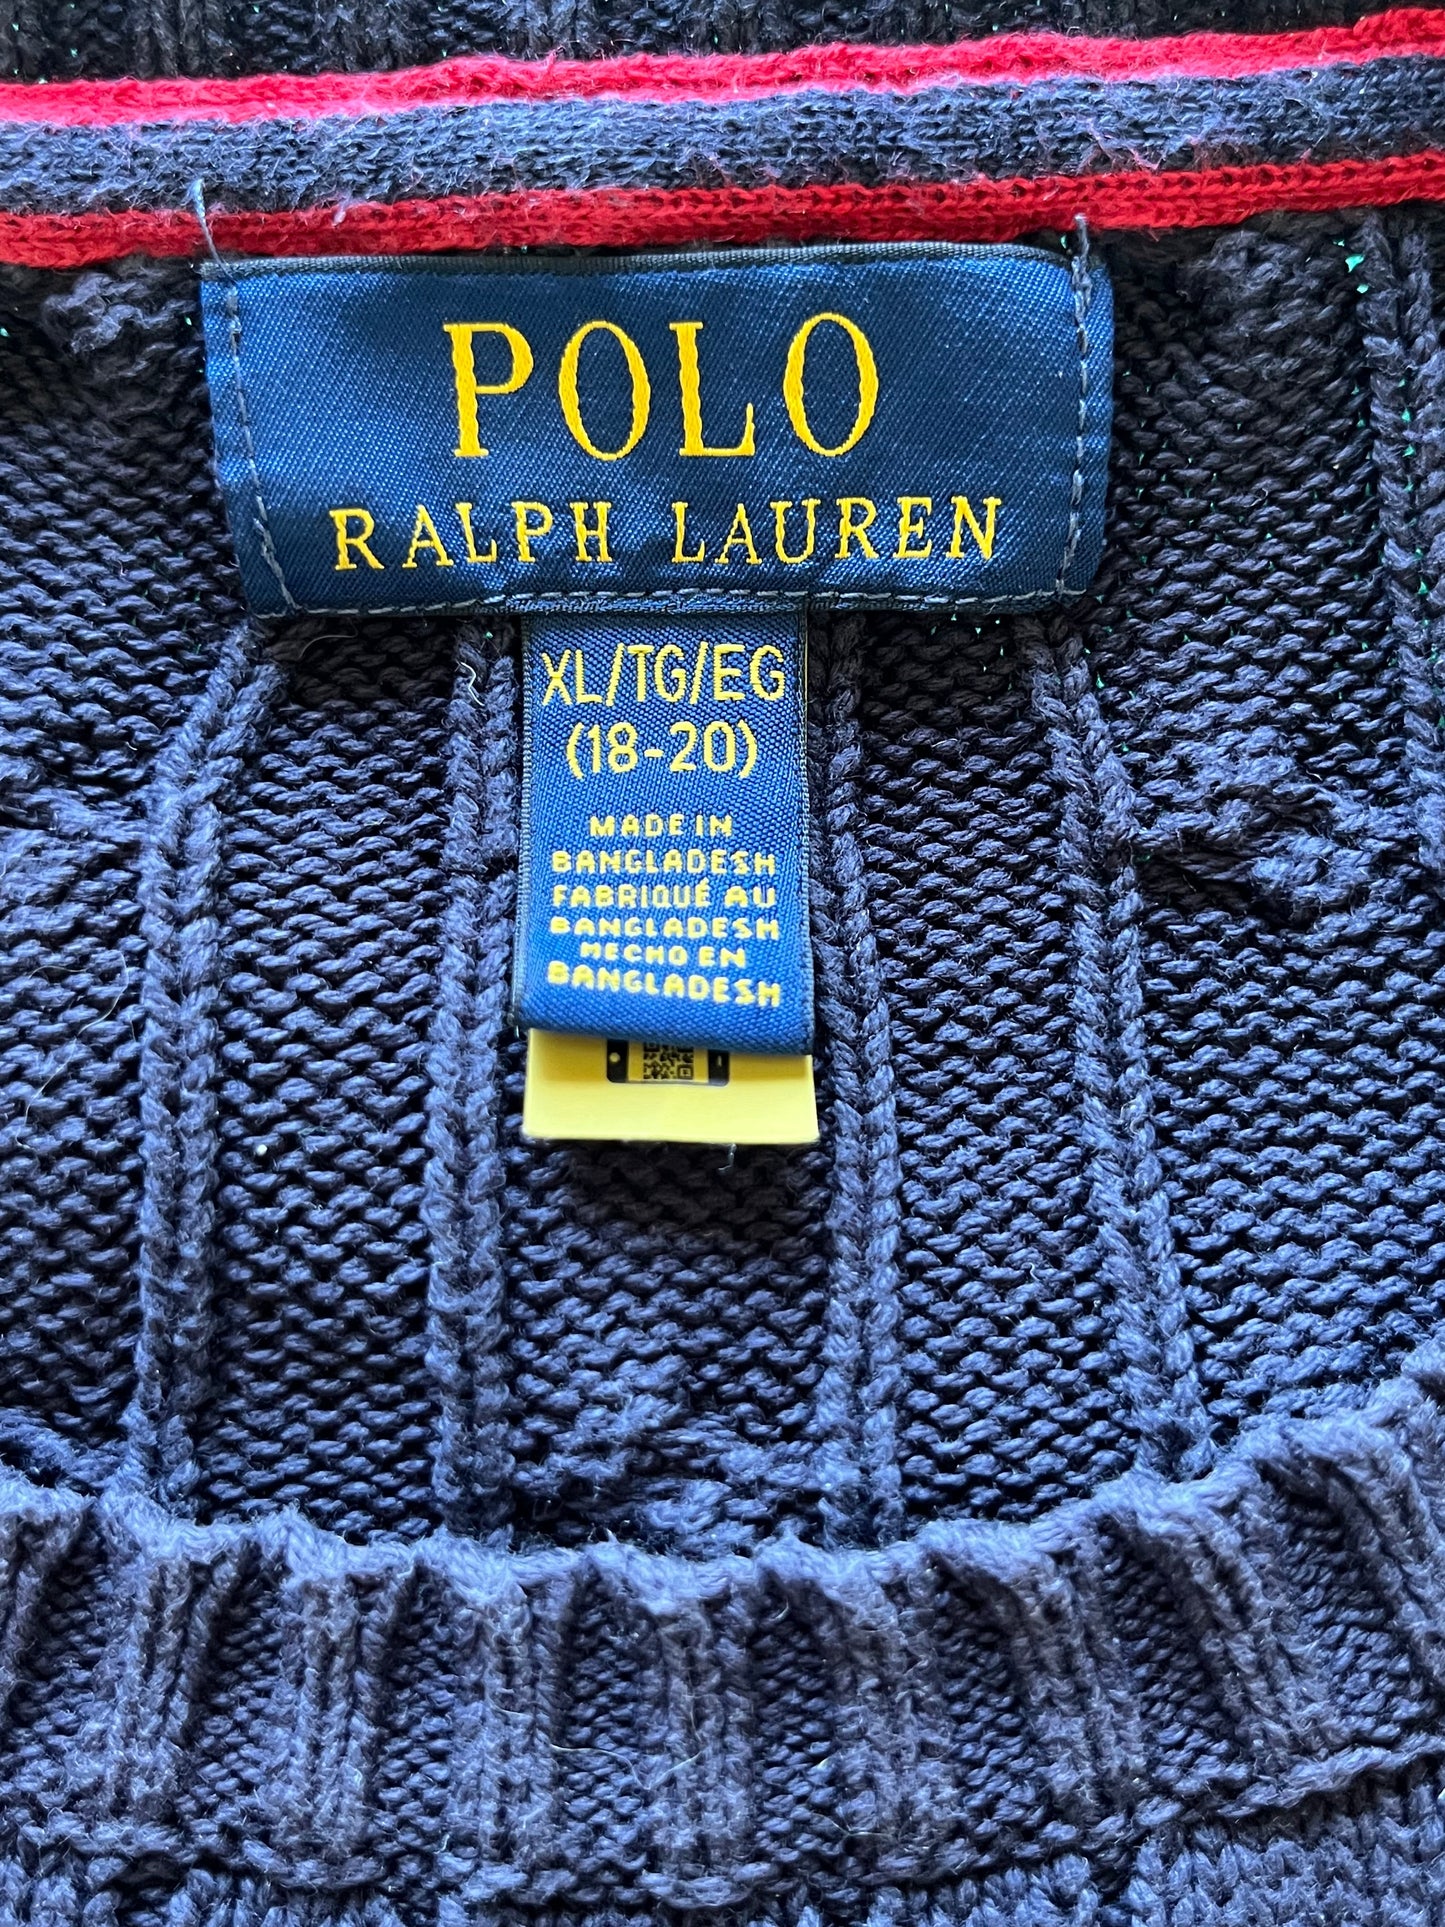 POLO
RALPH LAUREN
XL/TG/EG
(18-20)
MADE IN
BANGLADESH
FABRIQUÉ AU
BANGLADESH
HECHO EN
BANGLADESH